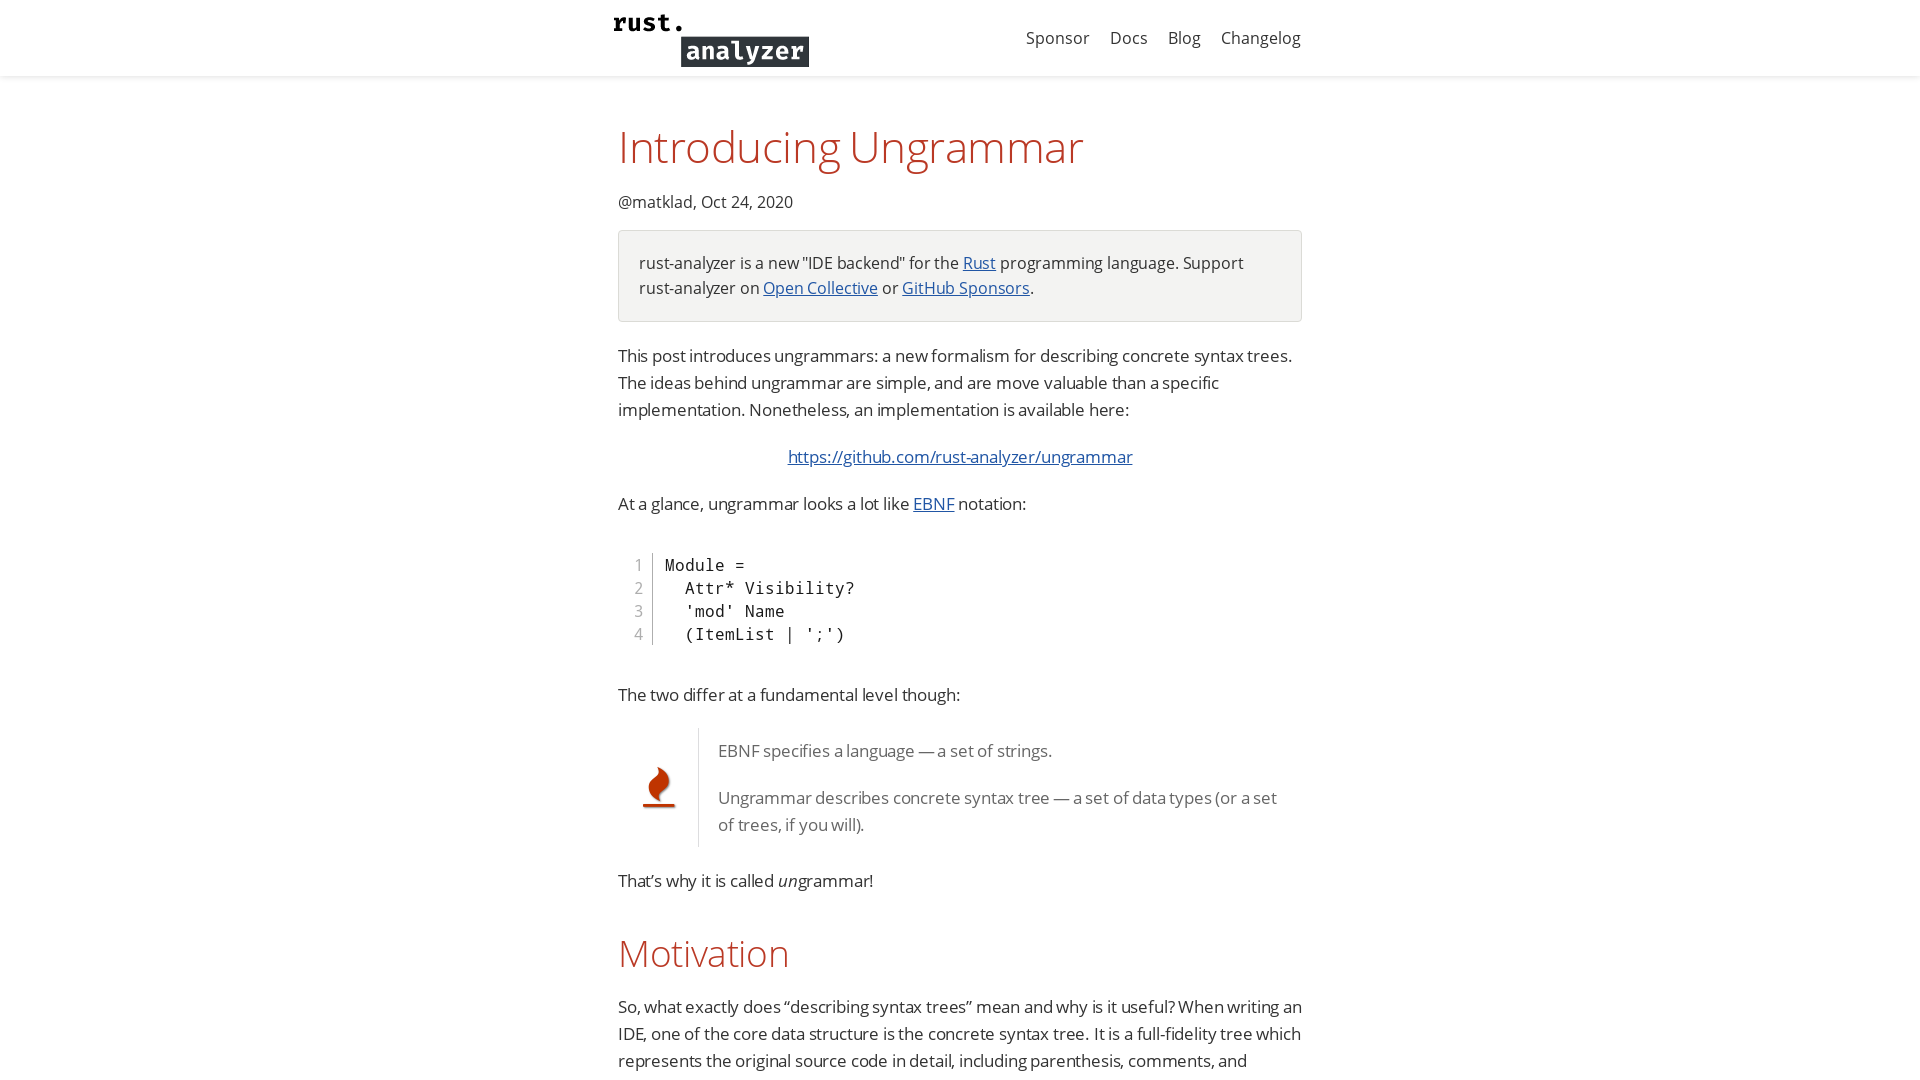 rust.
analyzer
Sponsor Docs Blog Changelog
Introducing Ungrammar
@matklad, Oct 24, 2020
rust-analyzer is a new "IDE backend" for the Rust programming language. Support
rust-analyzer on Open Collective or GitHub Sponsors.
This post introduces ungrammars: a new formalism for describing concrete syntax trees.
The ideas behind ungrammar are simple, and are move valuable than a specific
implementation. Nonetheless, an implementation is available here:
https://github.com/rust-analyzer/ungrammar
At a glance, ungrammar looks a lot like EBNF notation:
1 Module =
2   Attr* Visibility?
3   'mod' Name
4   (ItemList | ';')
The two differ at a fundamental level though:
EBNF specifies a language — a set of strings.
Ungrammar describes concrete syntax tree — a set of data types (or a set
of trees, if you will).
That’s why it is called ungrammar!
Motivation
So, what exactly does “describing syntax trees” mean and why is it useful? When writing an
IDE, one of the core data structure is the concrete syntax tree. It is a full-fidelity tree which
represents the original source code in detail, including parenthesis, comments, and